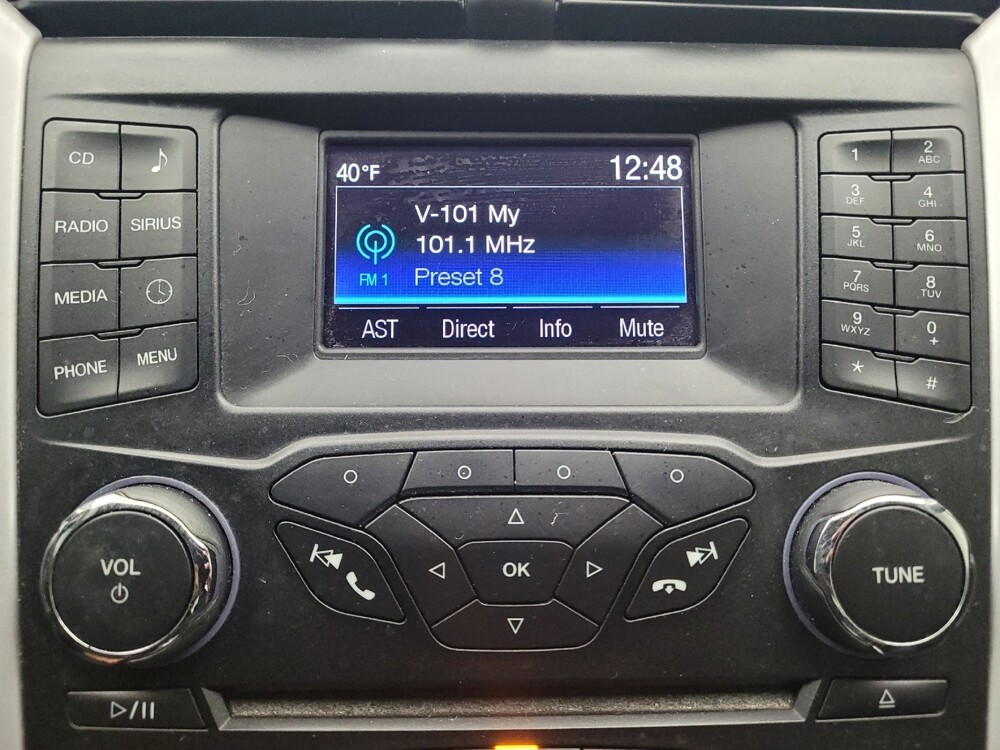 CD
RADIO SIRIUS
MEDIA
PHONE MENU
40°F 12:48
V-101 My
101.1 MHz
FM 1 Preset 8
AST Direct Info Mute
1 2 ABC
3 DEF 4 GHI
5 JKL 6 MNO
7 PQRS 8 TUV
9 WXYZ 0 +
* #
VOL
OK
TUNE